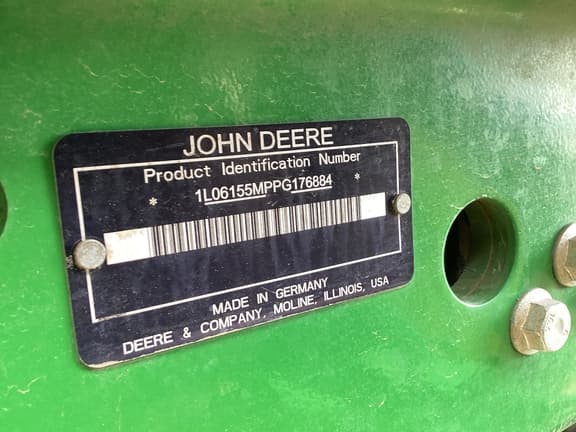 JOHN DEERE
Product Identification Number
* 1L06155MPPG176884 *
MADE IN GERMANY
DEERE & COMPANY, MOLINE, ILLINOIS, USA